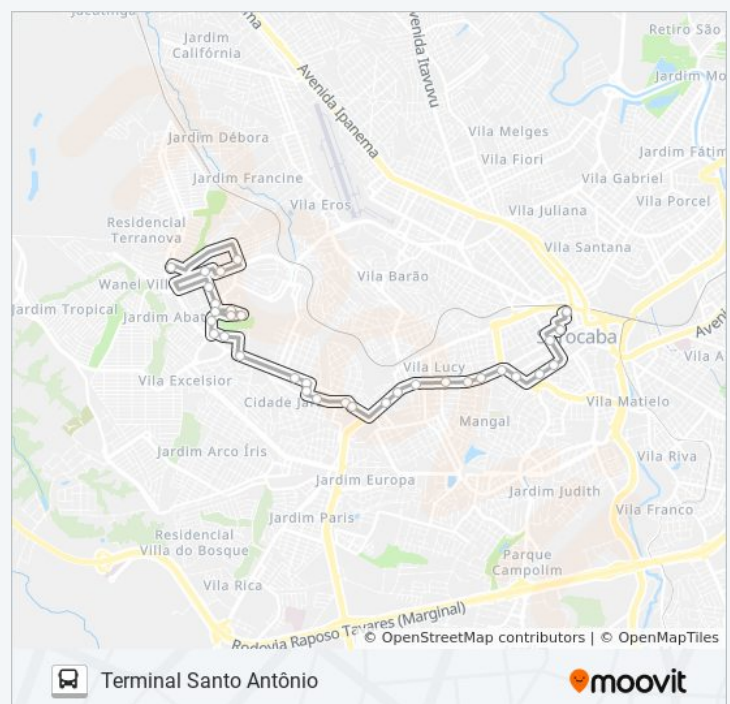 Retiro São
Jardim
Califórnia
Avenida Ipanema
Avenida Itavuvu
Jardim Mo
Vila Melges
Jardim Débora
Vila Fiori
Jardim Fátim
Jardim Francine
Vila Gabriel
Vila Eros
Vila Porcel
Vila Juliana
Residencial
Terranova
Vila Santana
Vila Barão
Wanel Vill
Jardim Tropical
Jardim Abat
Sorocaba
Vila A
Vila Lucy
Vila Excelsior
Cidade Jar
Vila Matielo
Mangal
Jardim Arco Íris
Vila Riva
Jardim Europa
Jardim Judith
Vila Franco
Jardim Paris
Residencial
Villa do Bosque
Parque
Campolim
Vila Rica
Rodovia Raposo Tavares (Marginal)
© OpenStreetMap contributors | © OpenMapTiles
Terminal Santo Antônio
moovit